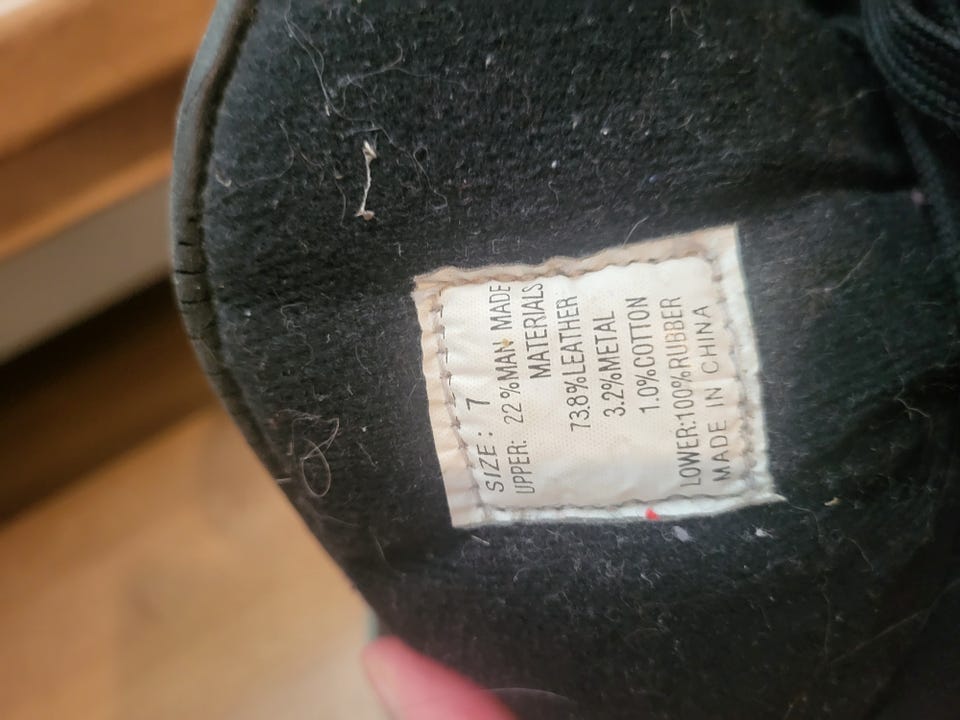 SIZE: 7
UPPER: 22%MAN MADE
MATERIALS
73.8%LEATHER
3.2%METAL
1.0%COTTON
LOWER:100%RUBBER
MADE IN CHINA